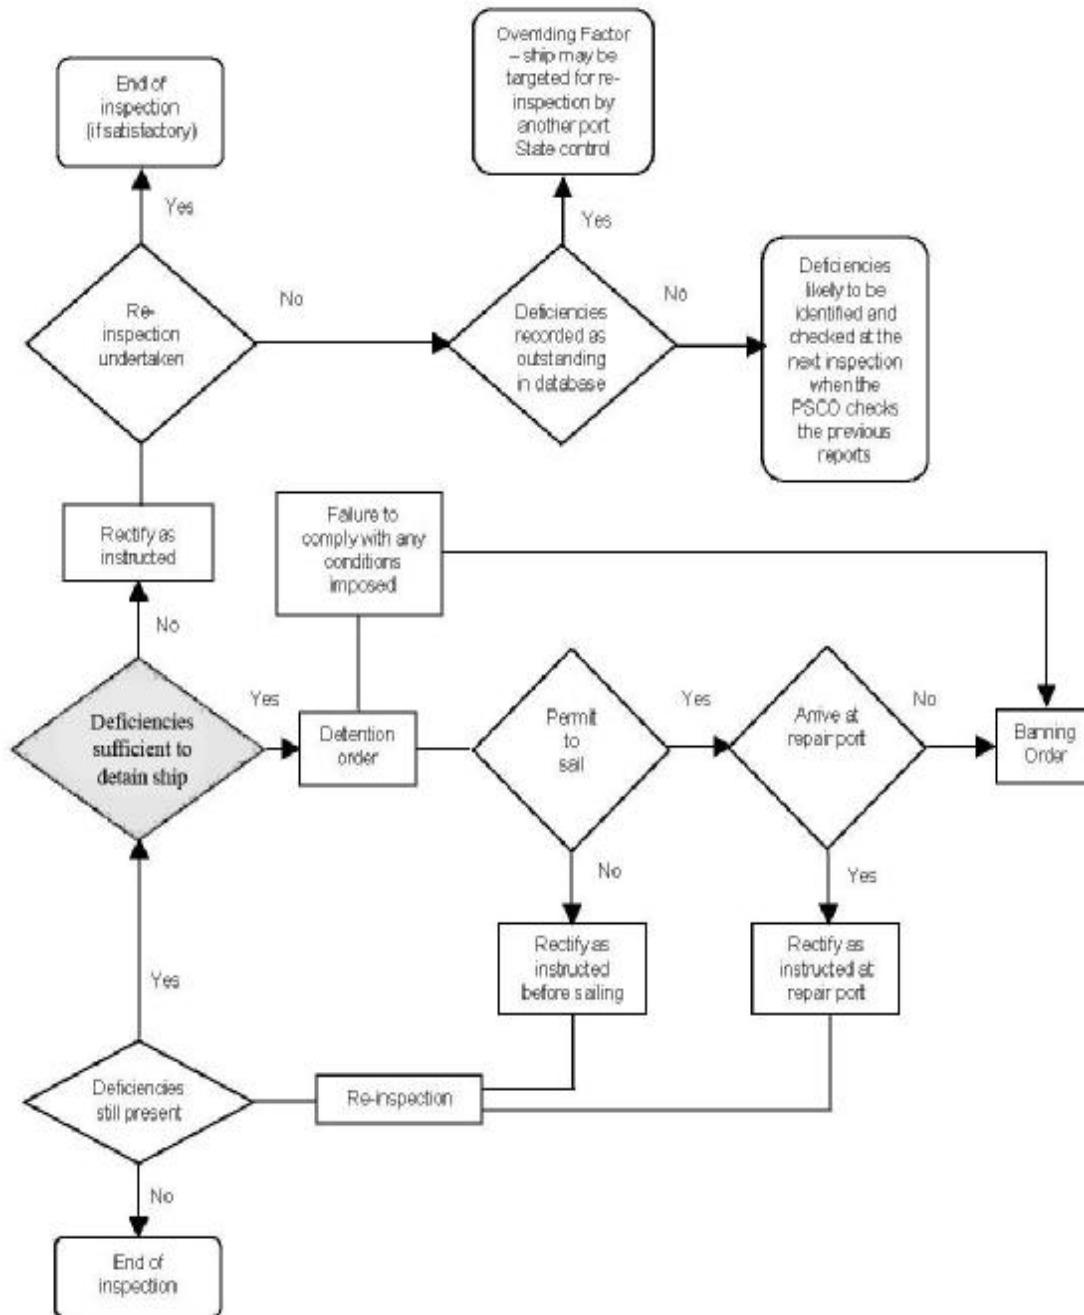 Overriding Factor
– ship may be
targeted for re-
inspection by
another port
State control
End of
inspection
(if satisfactory)
Yes
Yes
Re-
inspection
undertaken
No
Deficiencies
recorded as
outstanding
in database
No
Deficiencies
likely to be
identified and
checked at the
next inspection
when the
PSCO checks
the previous
reports
Rectify as
instructed
Failure to
comply with any
conditions
imposed
No
Deficiencies
sufficient to
detain ship
Yes
Detention
order
Permit
to
sail
Yes
Arrive at
repair port
No
Banning
Order
No
Yes
Rectify as
instructed
before sailing
Rectify as
instructed at
repair port
Yes
Deficiencies
still present
Re-inspection
No
End of
inspection